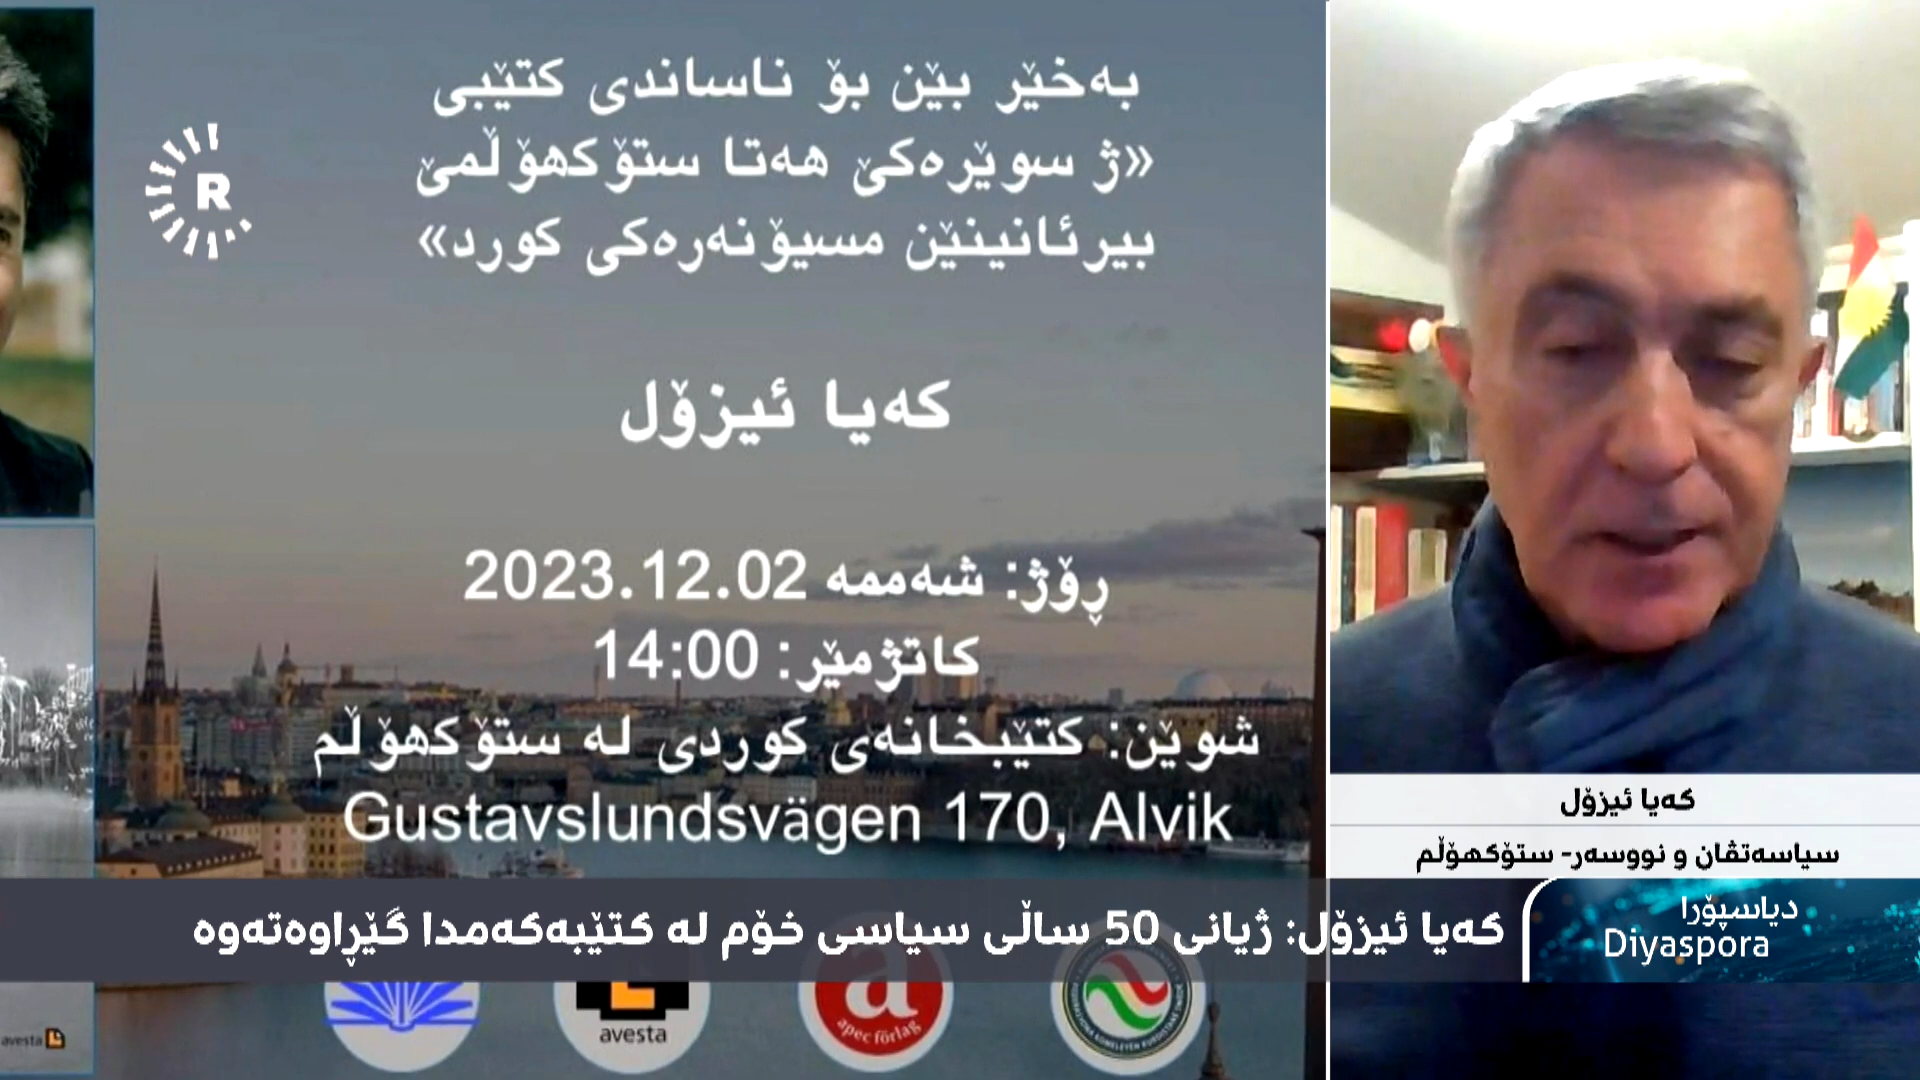 بەخێر بێن بۆ ناساندی کتێبی
«ژ سوێرەکێ هەتا ستۆکهۆڵمێ
بیرئانینێن مسیۆنەرەکی کورد»
R
کەیا ئیزۆل
ڕۆژ: شەممە 2023.12.02
کاتژمێر: 14:00
شوێن: کتێبخانەی کوردی لە ستۆکهۆڵم
Gustavslundsvägen 170, Alvik
کەیا ئیزۆل
سیاسەتڤان و نووسەر- ستۆکهۆڵم
دیاسپۆرا
Diyaspora
کەیا ئیزۆل: ژیانی 50 ساڵی سیاسی خۆم لە کتێبەکەمدا گێڕاوەتەوە
avesta
avesta
a
apec förlag